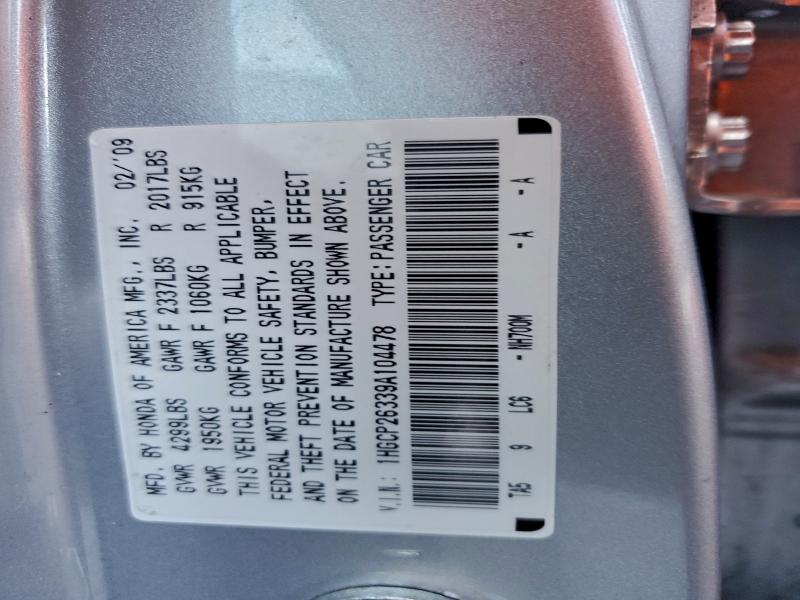 MFD. BY HONDA OF AMERICA MFG., INC. 02/'09
GVWR 4299LBS GAWR F 2337LBS R 2017LBS
GVWR 1950KG GAWR F 1060KG R 915KG
THIS VEHICLE CONFORMS TO ALL APPLICABLE
FEDERAL MOTOR VEHICLE SAFETY, BUMPER,
AND THEFT PREVENTION STANDARDS IN EFFECT
ON THE DATE OF MANUFACTURE SHOWN ABOVE.
V.I.N.: 1HGCP26339A104478 TYPE:PASSENGER CAR
TA5 9 LC6 - NH700M - A - A